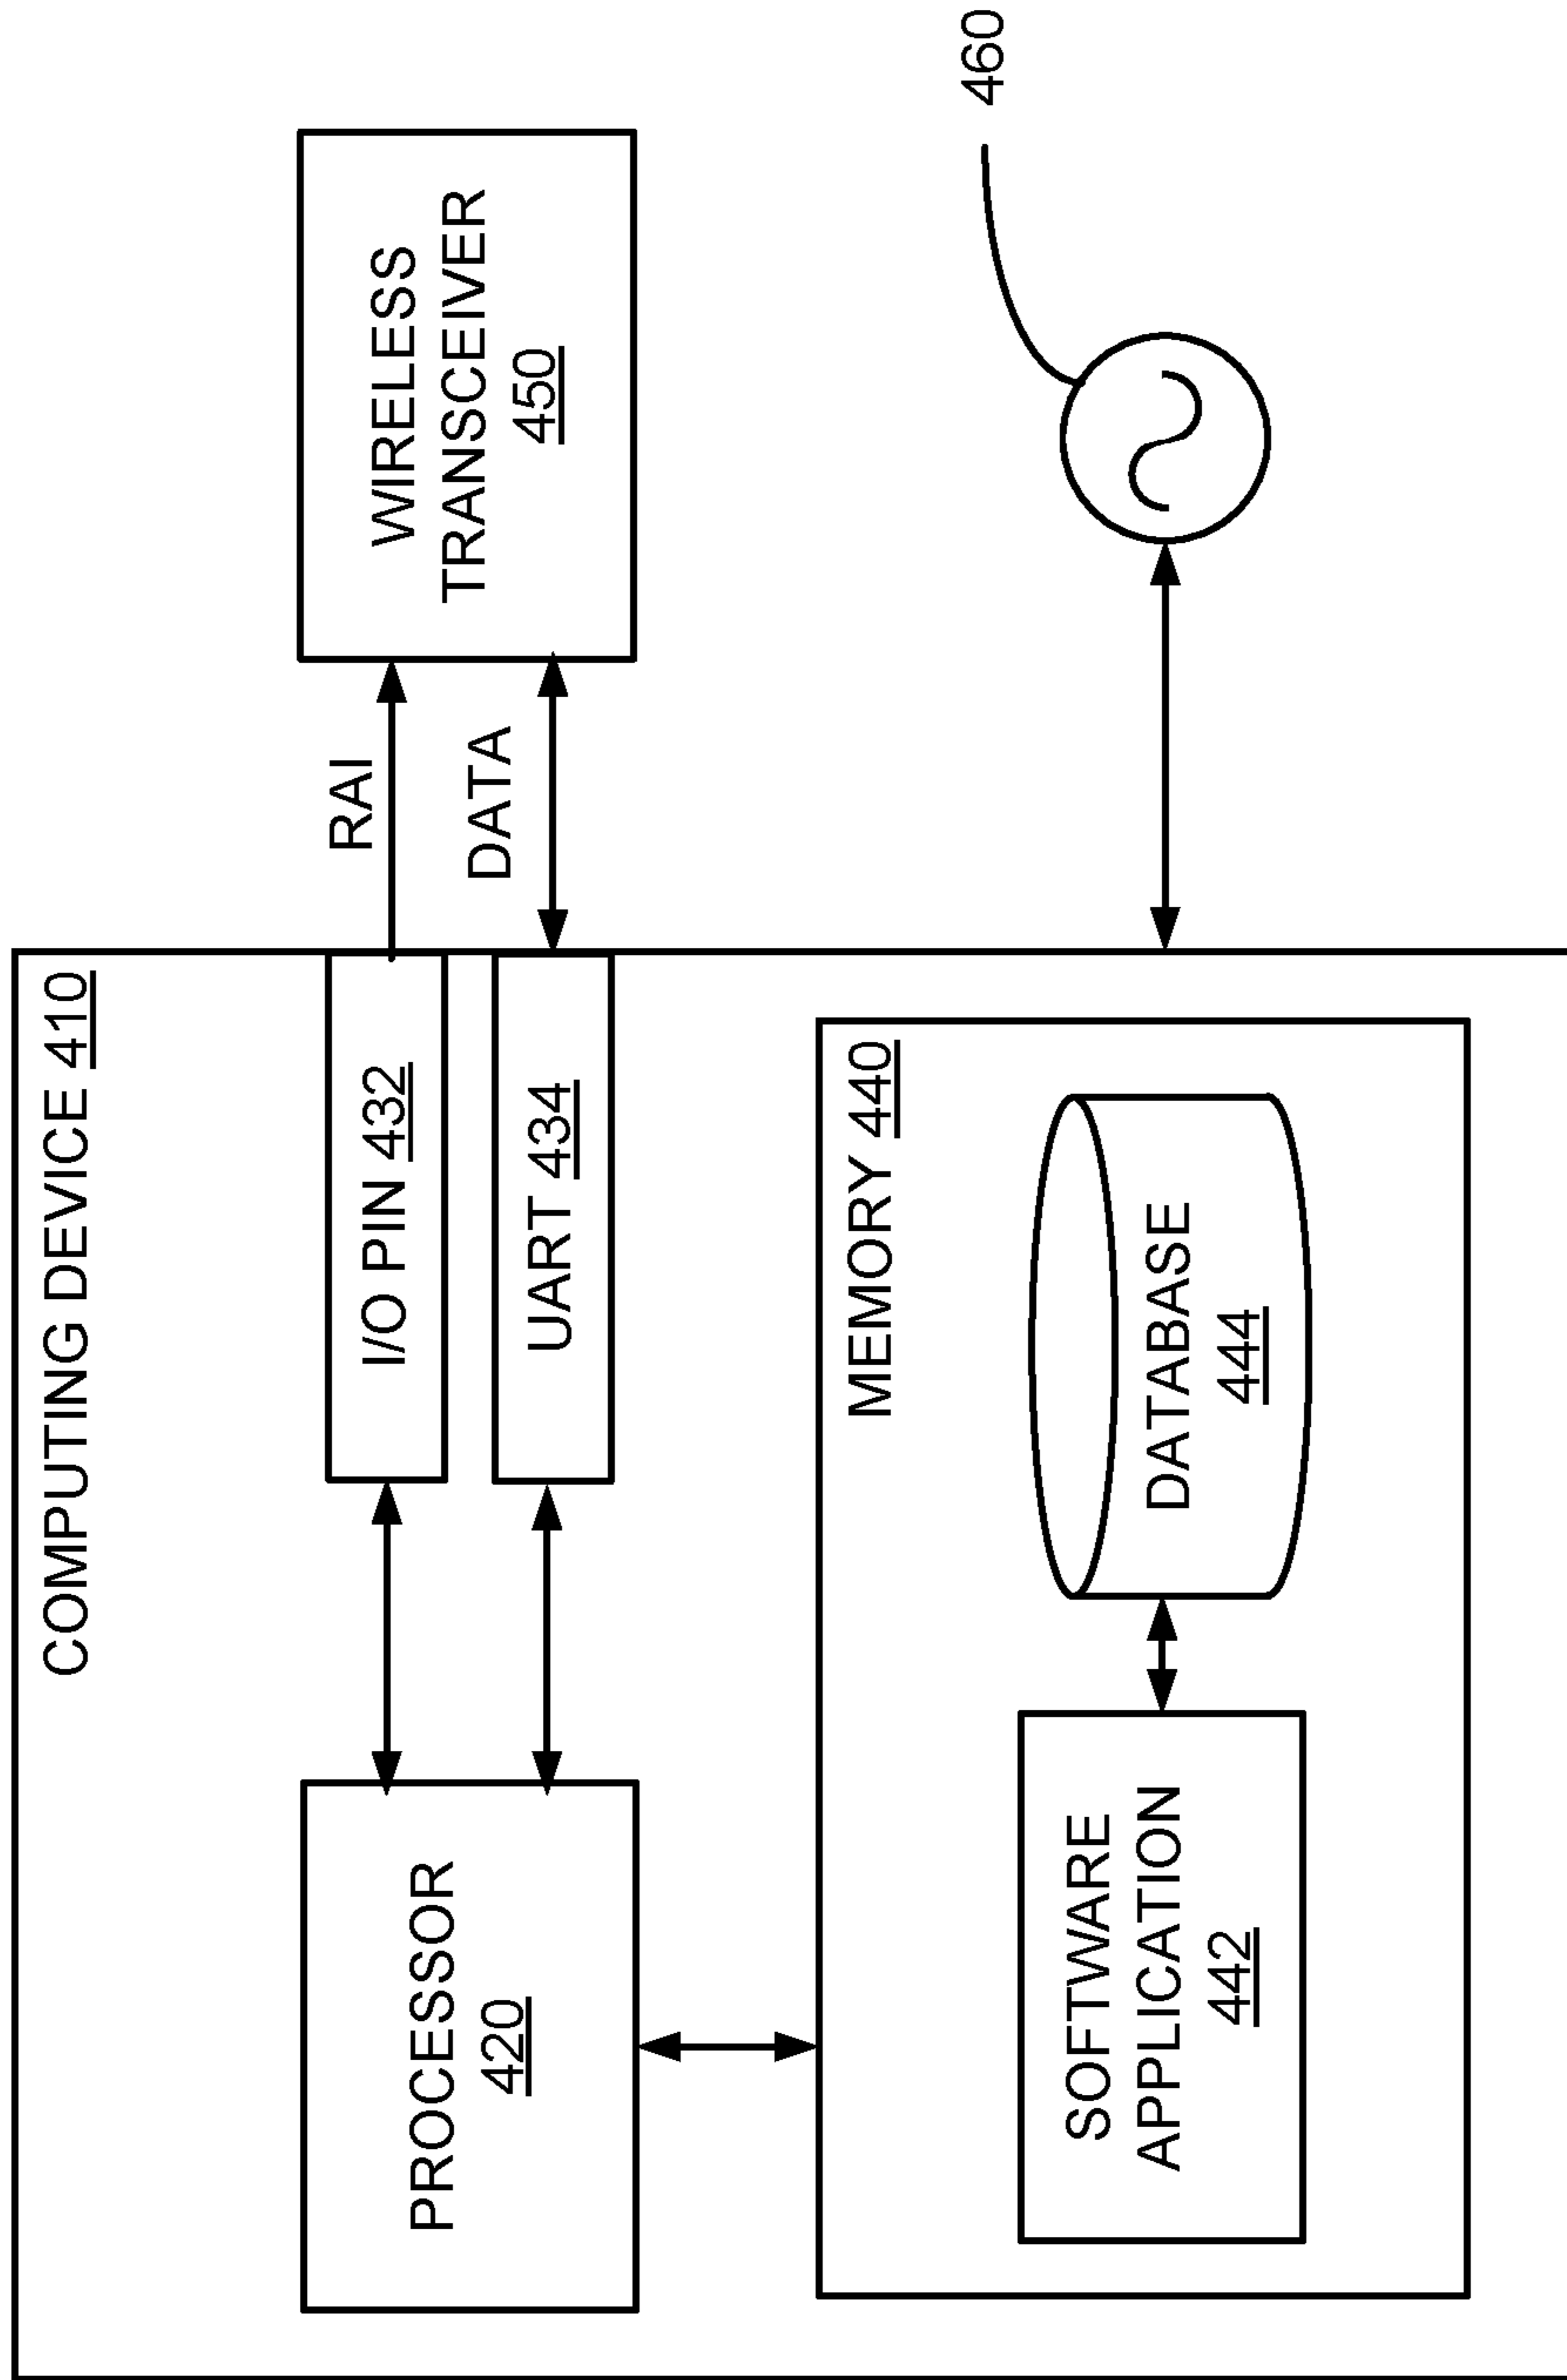 COMPUTING DEVICE 410
PROCESSOR
420
I/O PIN 432
UART 434
RAI
DATA
WIRELESS
TRANSCEIVER
450
MEMORY 440
SOFTWARE
APPLICATION
442
DATABASE
444
460